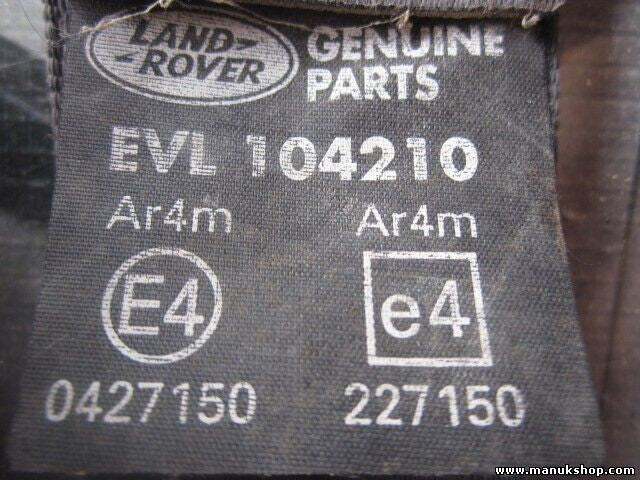 LAND ROVER GENUINE PARTS
EVL 104210
Ar4m Ar4m
E4 e4
0427150 227150
www.manukshop.com